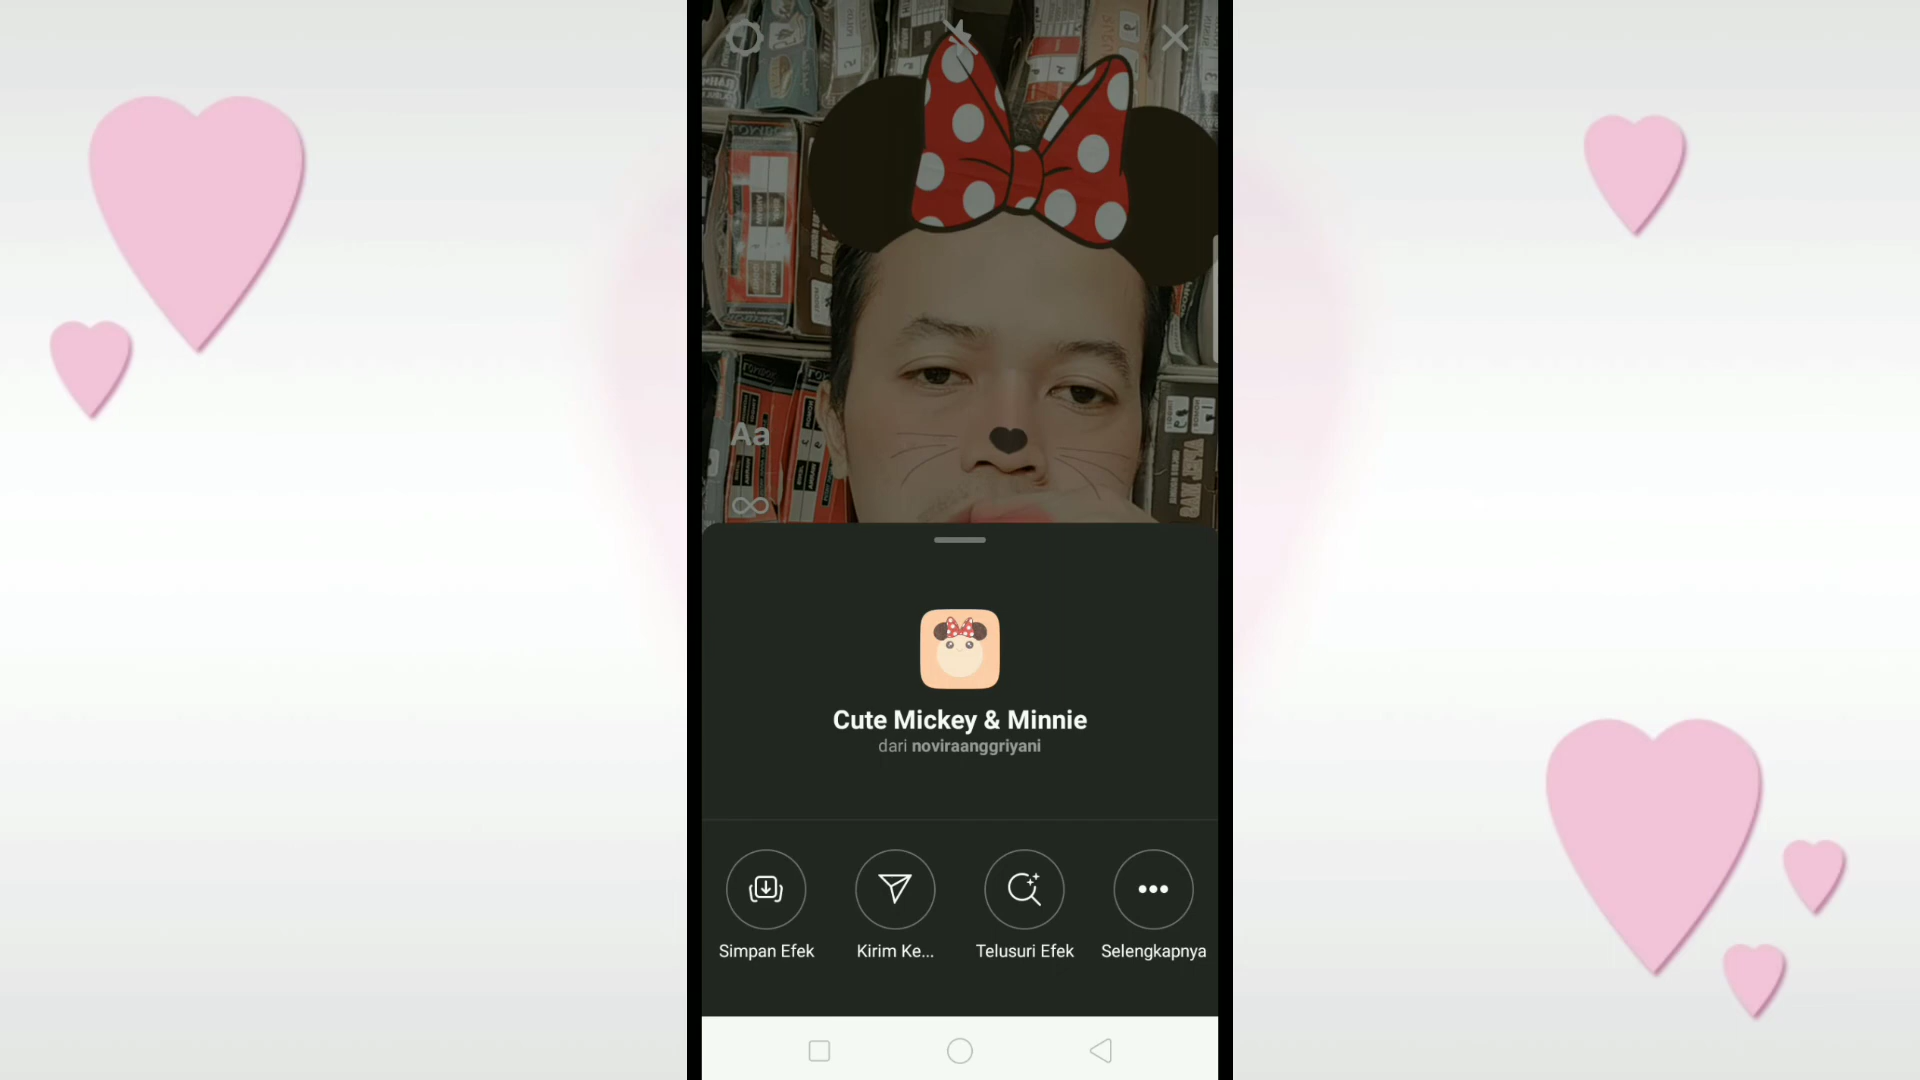 Aa
Cute Mickey & Minnie
dari noviraanggriyani
Simpan Efek
Kirim Ke...
Telusuri Efek
Selengkapnya